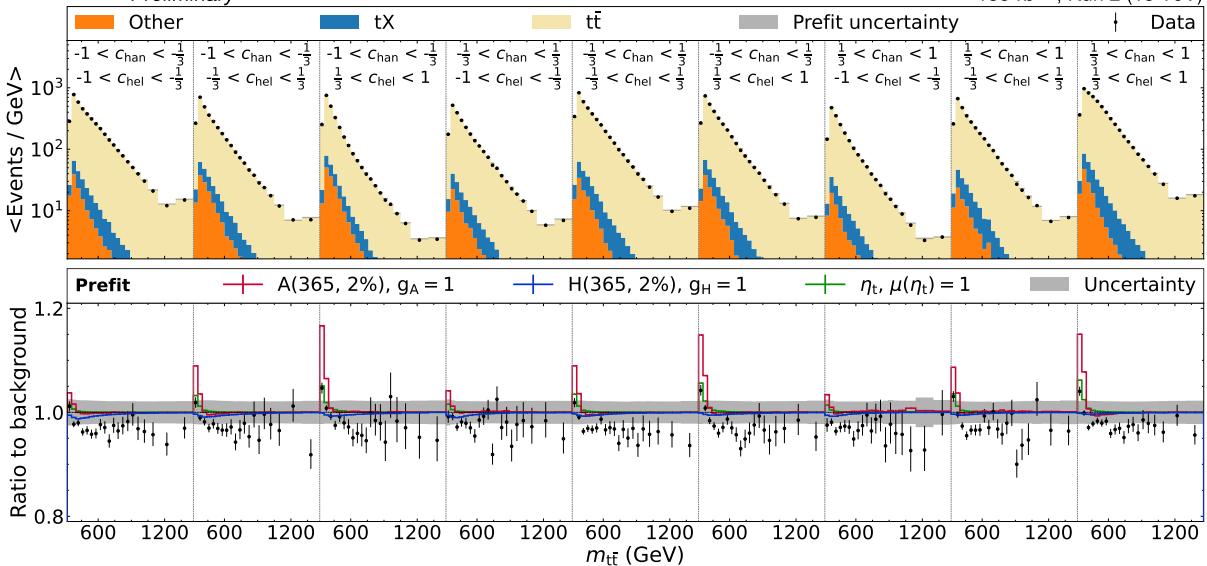 Preliminary
Other tX tt̄ Prefit uncertainty Data
-1 < c_han < -1/3 -1 < c_han < -1/3 -1 < c_han < -1/3 -1/3 < c_han < 1/3 -1/3 < c_han < 1/3 -1/3 < c_han < 1/3 1/3 < c_han < 1 1/3 < c_han < 1 1/3 < c_han < 1
-1 < c_hel < -1/3 -1/3 < c_hel < 1/3 1/3 < c_hel < 1 -1 < c_hel < -1/3 -1/3 < c_hel < 1/3 1/3 < c_hel < 1 -1 < c_hel < -1/3 -1/3 < c_hel < 1/3 1/3 < c_hel < 1
<Events / GeV>
10³
10²
10¹
Prefit A(365, 2%), g_A = 1 H(365, 2%), g_H = 1 η_t, μ(η_t) = 1 Uncertainty
Ratio to background
1.2
1.0
0.8
600 1200 600 1200 600 1200 600 1200 600 1200 600 1200 600 1200 600 1200 600 1200
m_tt̄ (GeV)